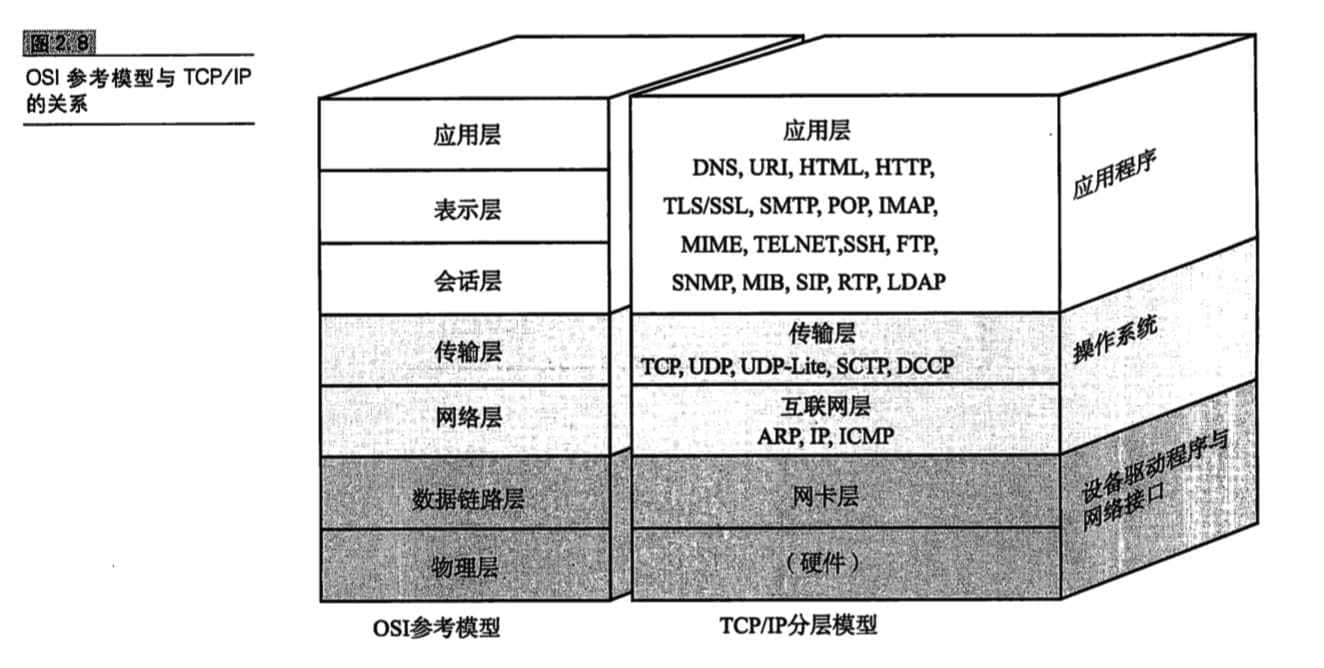 图2.8
OSI 参考模型与 TCP/IP
的关系
应用层
表示层
会话层
传输层
网络层
数据链路层
物理层
OSI参考模型
应用层
DNS, URI, HTML, HTTP,
TLS/SSL, SMTP, POP, IMAP,
MIME, TELNET,SSH, FTP,
SNMP, MIB, SIP, RTP, LDAP
传输层
TCP, UDP, UDP-Lite, SCTP, DCCP
互联网层
ARP, IP, ICMP
网卡层
（硬件）
TCP/IP分层模型
应用程序
操作系统
设备驱动程序与
网络接口